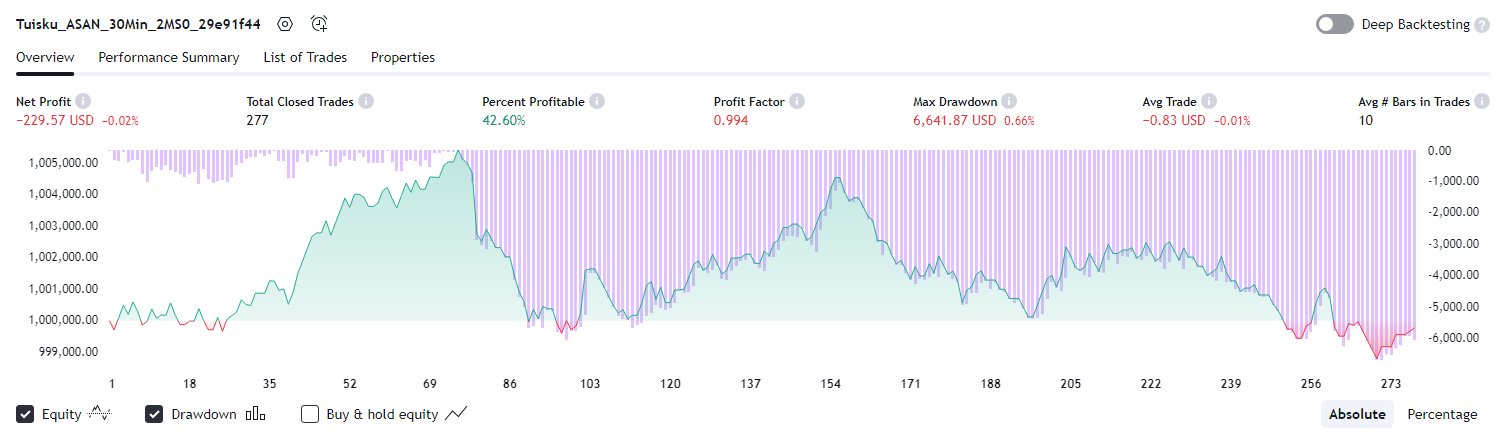 Tuisku_ASAN_30Min_2MS0_29e91f44
Deep Backtesting
Overview Performance Summary List of Trades Properties
Net Profit Total Closed Trades Percent Profitable Profit Factor Max Drawdown Avg Trade Avg # Bars in Trades
−229.57 USD −0.02% 277 42.60% 0.994 6,641.87 USD 0.66% −0.83 USD −0.01% 10
1,005,000.00 0.00
1,004,000.00 -1,000.00
1,003,000.00 -2,000.00
1,002,000.00 -3,000.00
1,001,000.00 -4,000.00
1,000,000.00 -5,000.00
999,000.00 -6,000.00
1 18 35 52 69 86 103 120 137 154 171 188 205 222 239 256 273
Equity Drawdown Buy & hold equity Absolute Percentage